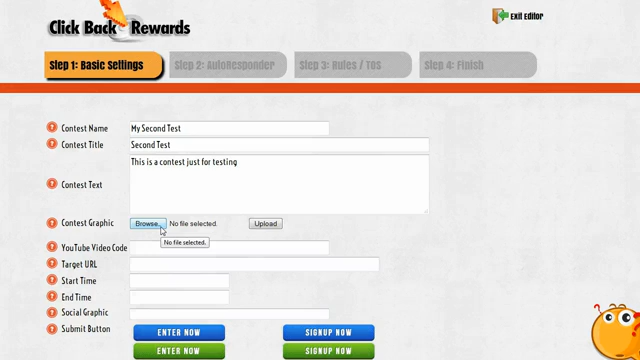 Click Back Rewards
Exit Editor
Step 1: Basic Settings
Step 2: AutoResponder
Step 3: Rules / TOS
Step 4: Finish
Contest Name
My Second Test
Contest Title
Second Test
Contest Text
This is a contest just for testing
Contest Graphic
Browse_ No file selected.
Upload
No file selected.
YouTube Video Code
Target URL
Start Time
End Time
Social Graphic
Submit Button
ENTER NOW
SIGNUP NOW
ENTER NOW
SIGNUP NOW